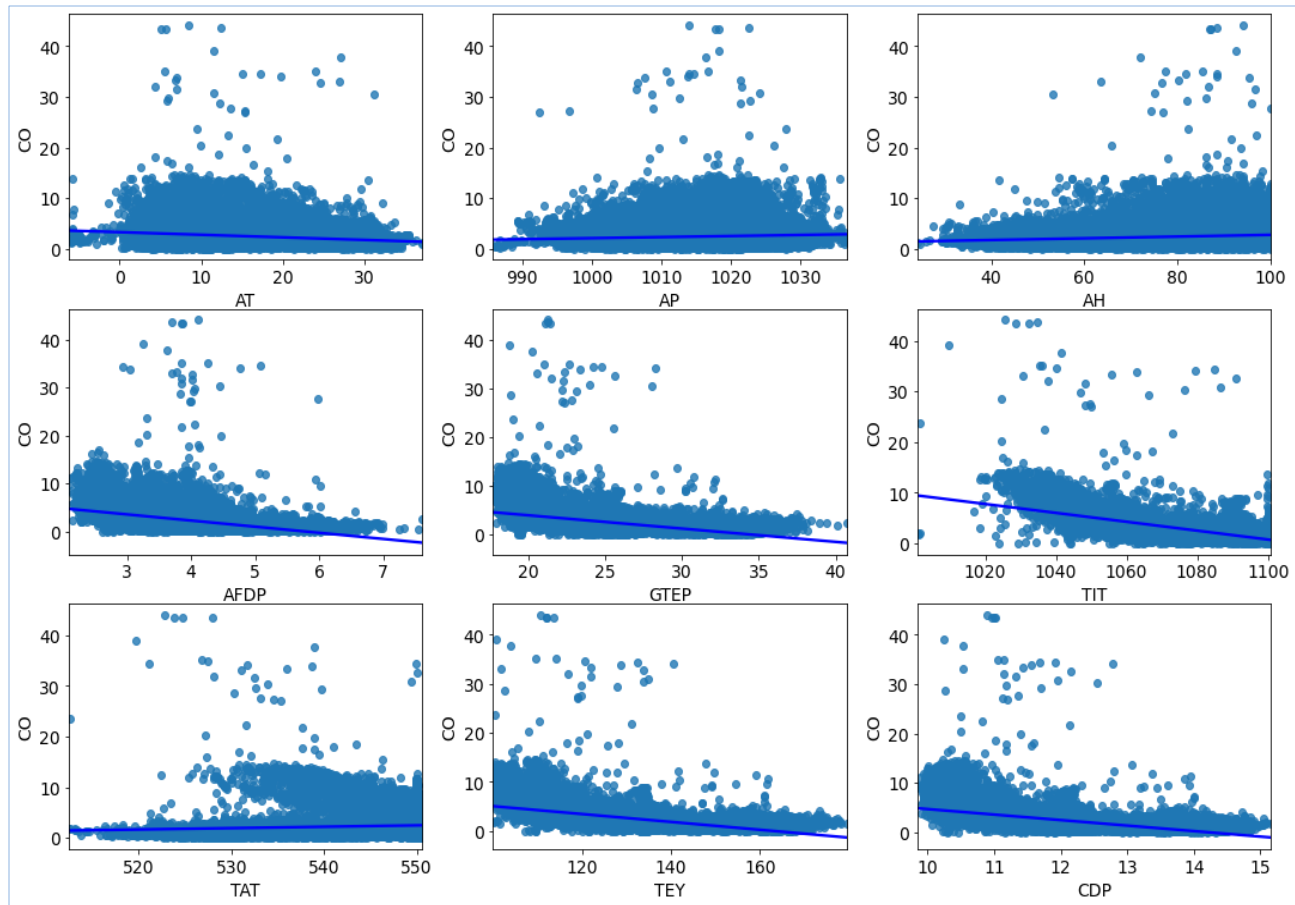 40
30
20
10
0
CO
0 10 20 30
AT
40
30
20
10
0
CO
990 1000 1010 1020 1030
AP
40
30
20
10
0
CO
40 60 80 100
AH
40
30
20
10
0
CO
3 4 5 6 7
AFDP
40
30
20
10
0
CO
20 25 30 35 40
GTEP
40
30
20
10
0
CO
1020 1040 1060 1080 1100
TIT
40
30
20
10
0
CO
520 530 540 550
TAT
40
30
20
10
0
CO
120 140 160
TEY
40
30
20
10
0
CO
10 11 12 13 14 15
CDP